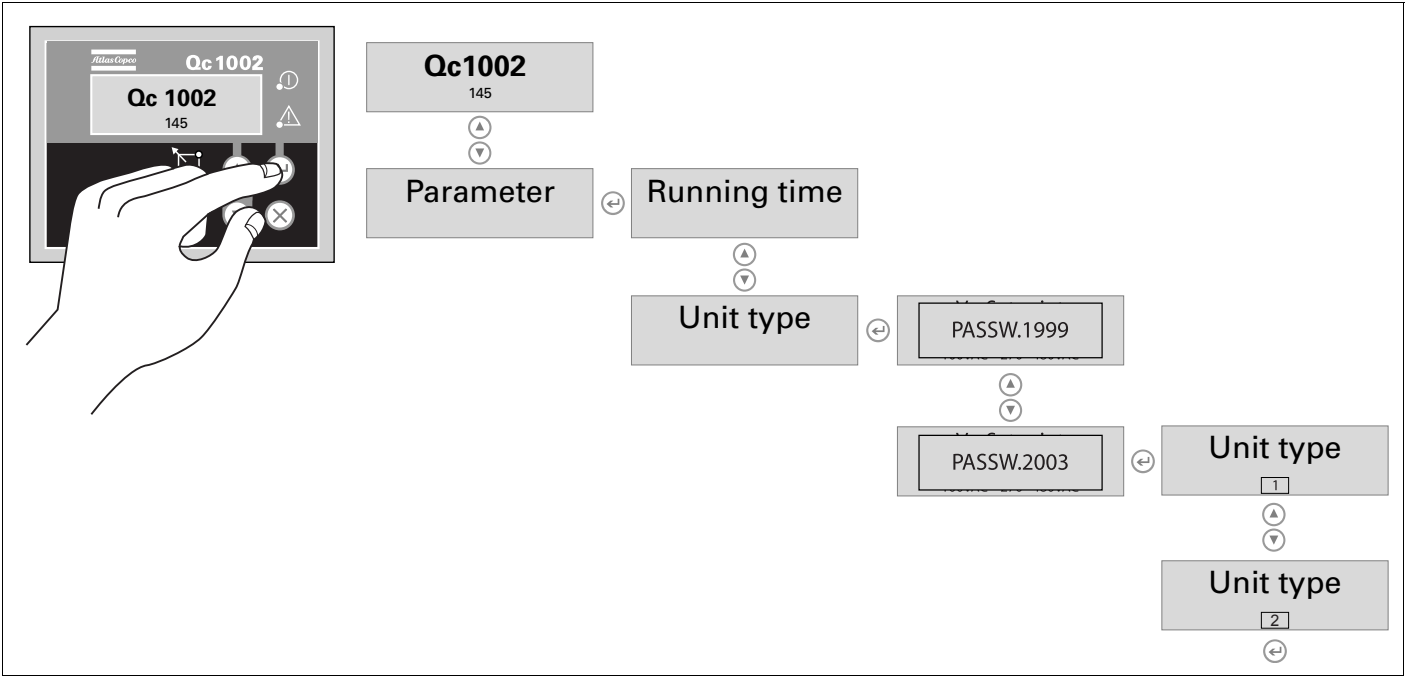 Atlas Copco
Qc1002
Qc 1002
145
Qc1002
145
Parameter
Running time
Unit type
PASSW.1999
PASSW.2003
Unit type
1
Unit type
2